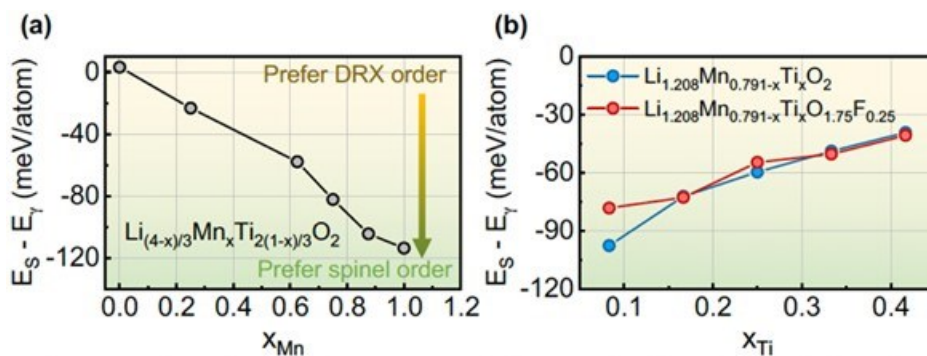 (a)
E_S - E_γ (meV/atom)
0
-40
-80
-120
Prefer DRX order
Li_(4-x)/3Mn_xTi_2(1-x)/3O_2
Prefer spinel order
0.0 0.2 0.4 0.6 0.8 1.0 1.2
x_Mn
(b)
E_S - E_γ (meV/atom)
0
-30
-60
-90
-120
Li_1.208Mn_0.791-xTi_xO_2
Li_1.208Mn_0.791-xTi_xO_1.75F_0.25
0.1 0.2 0.3 0.4
x_Ti